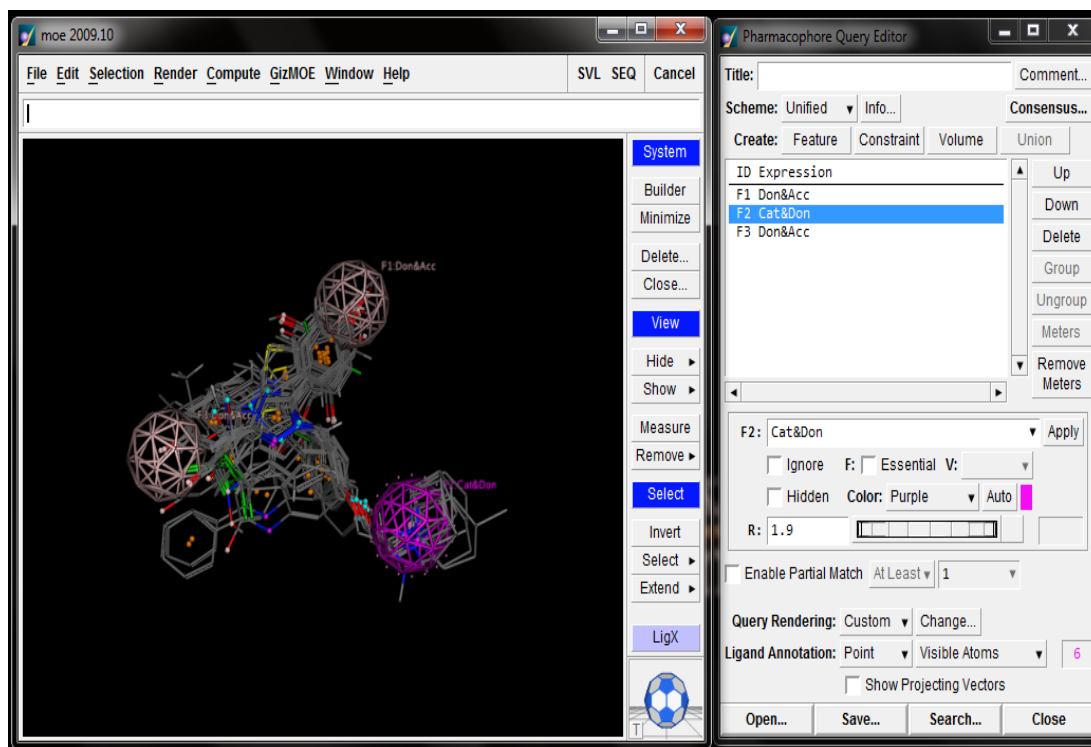 moe 2009.10
File Edit Selection Render Compute GizMOE Window Help SVL SEQ Cancel
System
Builder
Minimize
Delete...
Close...
View
Hide
Show
Measure
Remove
Select
Invert
Select
Extend
LigX
T
F1:Don&Acc
F3:Don&Acc
Cat&Don
Pharmacophore Query Editor
Title: Comment...
Scheme: Unified Info... Consensus...
Create: Feature Constraint Volume Union
ID Expression
F1 Don&Acc
F2 Cat&Don
F3 Don&Acc
Up
Down
Delete
Group
Ungroup
Meters
Remove
Meters
F2: Cat&Don Apply
Ignore F: Essential V:
Hidden Color: Purple Auto
R: 1.9
Enable Partial Match At Least 1
Query Rendering: Custom Change...
Ligand Annotation: Point Visible Atoms 6
Show Projecting Vectors
Open... Save... Search... Close